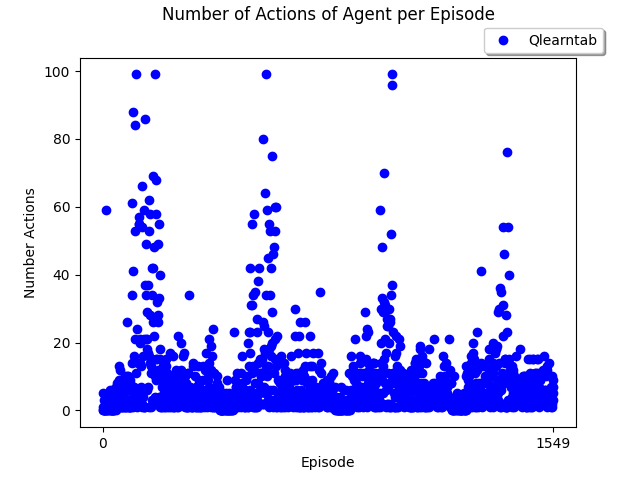 Number of Actions of Agent per Episode
Qlearntab
100
80
60
40
20
0
Number Actions
0
1549
Episode